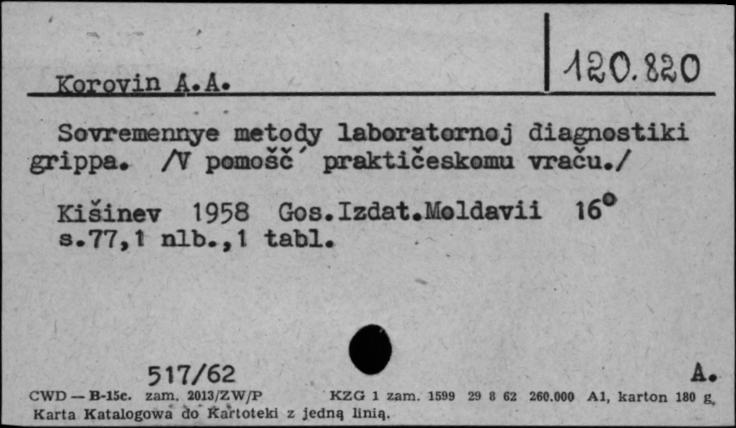 120.820
Korovin A.A.
Sovremennye metody laboratornoj diagnostiki
grippa. /V pomošč´ praktičeskomu vraču./
Kišinev 1958 Gos.Izdat.Moldavii 16°
s.77,1 nlb.,1 tabl.
517/62 A.
CWD — B-15c. zam. 2013/ZW/P KZG 1 zam. 1599 29 8 62 260.000 A1, karton 180 g.
Karta Katalogowa do Kartoteki z jedną linią.